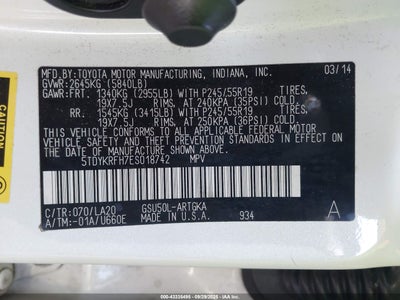 MFD. BY: TOYOTA MOTOR MANUFACTURING, INDIANA, INC. 03/14
GVWR: 2645KG (5840LB)
GAWR: FRT: 1340KG (2955LB) WITH P245/55R19 TIRES.
19X7.5J RIMS. AT 240KPA (35PSI) COLD.
RR. 1545KG (3415LB) WITH P245/55R19 TIRES.
19X7.5J RIMS. AT 250KPA (36PSI) COLD.
THIS VEHICLE CONFORMS TO ALL APPLICABLE FEDERAL MOTOR
VEHICLE SAFETY AND THEFT PREVENTION STANDARDS IN EFFECT
ON THE DATE OF MANUFACTURE SHOWN ABOVE.
5TDYKRFH7ES018742 MPV
C/TR:070/LA20 GSU50L-ARTGKA
A/TM:-01A/U660E MADE IN U.S.A. 934 A
CAUTION